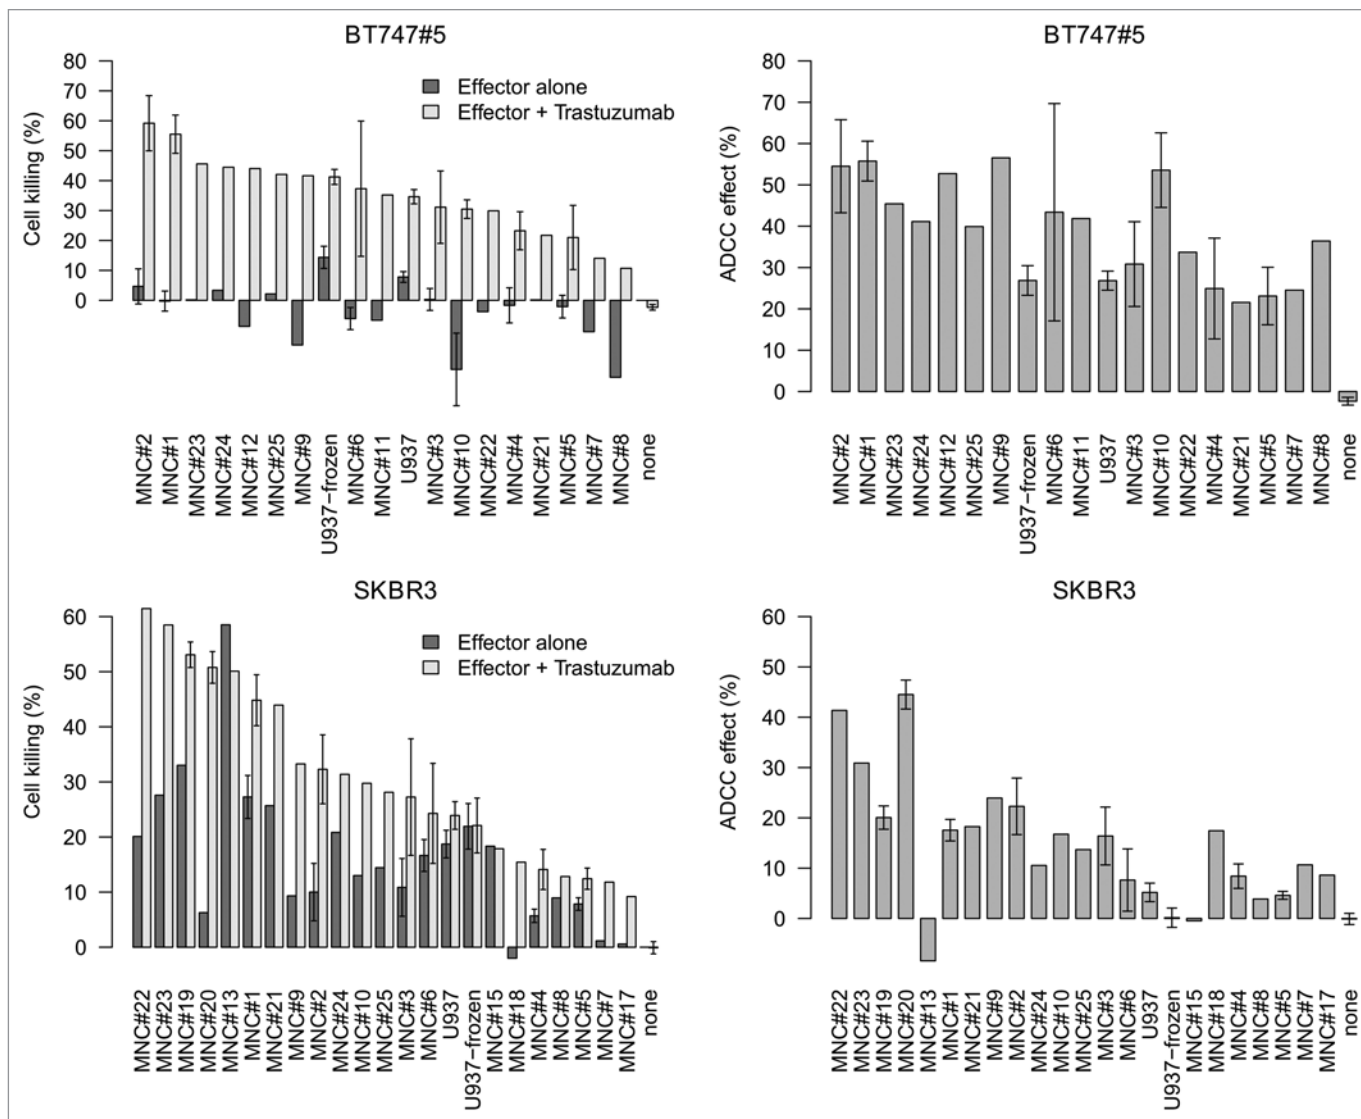 BT747#5
Cell killing (%)
80
70
60
50
40
30
20
10
0
Effector alone
Effector + Trastuzumab
MNC#2
MNC#1
MNC#23
MNC#24
MNC#12
MNC#25
MNC#9
U937-frozen
MNC#6
MNC#11
U937
MNC#3
MNC#10
MNC#22
MNC#4
MNC#21
MNC#5
MNC#7
MNC#8
none
BT747#5
ADCC effect (%)
80
70
60
50
40
30
20
10
0
MNC#2
MNC#1
MNC#23
MNC#24
MNC#12
MNC#25
MNC#9
U937-frozen
MNC#6
MNC#11
U937
MNC#3
MNC#10
MNC#22
MNC#4
MNC#21
MNC#5
MNC#7
MNC#8
none
SKBR3
Cell killing (%)
60
50
40
30
20
10
0
Effector alone
Effector + Trastuzumab
MNC#22
MNC#23
MNC#19
MNC#20
MNC#13
MNC#1
MNC#21
MNC#9
MNC#2
MNC#24
MNC#10
MNC#25
MNC#3
MNC#6
U937
U937-frozen
MNC#15
MNC#18
MNC#4
MNC#8
MNC#5
MNC#7
MNC#17
none
SKBR3
ADCC effect (%)
60
50
40
30
20
10
0
MNC#22
MNC#23
MNC#19
MNC#20
MNC#13
MNC#1
MNC#21
MNC#9
MNC#2
MNC#24
MNC#10
MNC#25
MNC#3
MNC#6
U937
U937-frozen
MNC#15
MNC#18
MNC#4
MNC#8
MNC#5
MNC#7
MNC#17
none